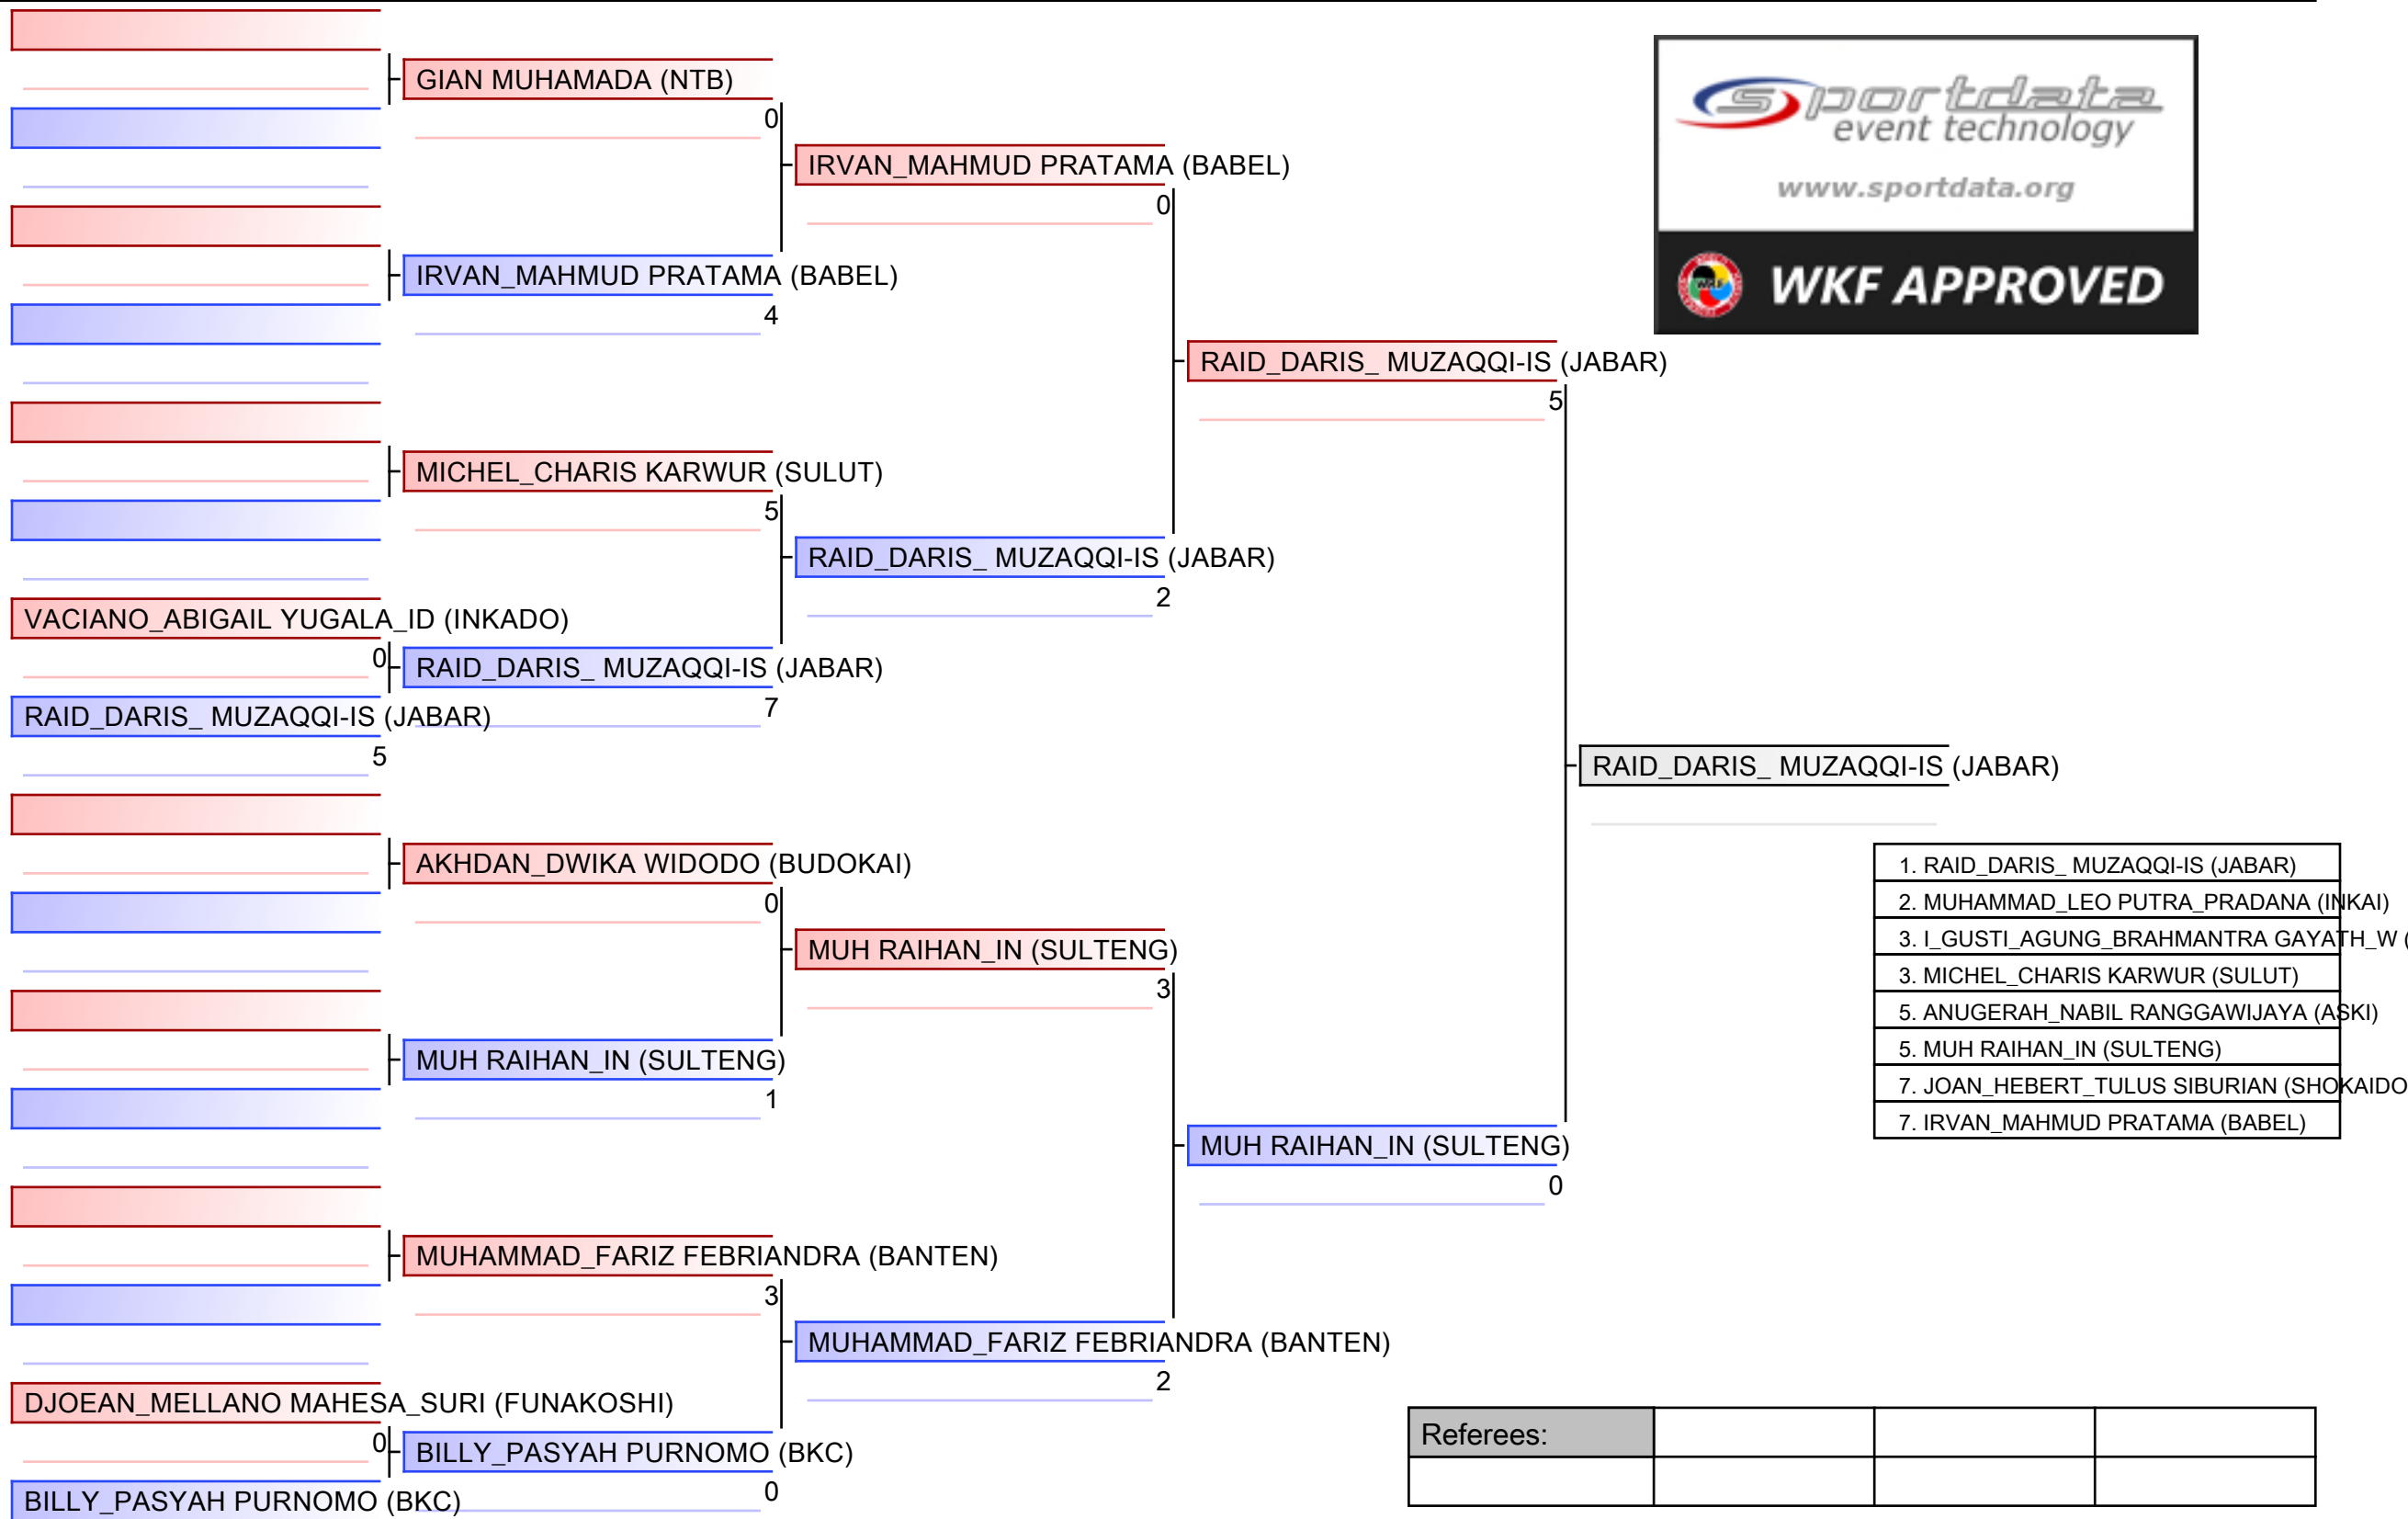 GIAN MUHAMADA (NTB)
0
IRVAN_MAHMUD PRATAMA (BABEL)
0
IRVAN_MAHMUD PRATAMA (BABEL)
4
RAID_DARIS_ MUZAQQI-IS (JABAR)
5
MICHEL_CHARIS KARWUR (SULUT)
5
RAID_DARIS_ MUZAQQI-IS (JABAR)
2
VACIANO_ABIGAIL YUGALA_ID (INKADO)
0
RAID_DARIS_ MUZAQQI-IS (JABAR)
7
RAID_DARIS_ MUZAQQI-IS (JABAR)
5
RAID_DARIS_ MUZAQQI-IS (JABAR)
AKHDAN_DWIKA WIDODO (BUDOKAI)
0
MUH RAIHAN_IN (SULTENG)
3
MUH RAIHAN_IN (SULTENG)
1
MUH RAIHAN_IN (SULTENG)
0
MUHAMMAD_FARIZ FEBRIANDRA (BANTEN)
3
MUHAMMAD_FARIZ FEBRIANDRA (BANTEN)
2
DJOEAN_MELLANO MAHESA_SURI (FUNAKOSHI)
0
BILLY_PASYAH PURNOMO (BKC)
0
BILLY_PASYAH PURNOMO (BKC)
sportdata
event technology
www.sportdata.org
WKF
WKF APPROVED
1. RAID_DARIS_ MUZAQQI-IS (JABAR)
2. MUHAMMAD_LEO PUTRA_PRADANA (INKAI)
3. I_GUSTI_AGUNG_BRAHMANTRA GAYATH_W (
3. MICHEL_CHARIS KARWUR (SULUT)
5. ANUGERAH_NABIL RANGGAWIJAYA (ASKI)
5. MUH RAIHAN_IN (SULTENG)
7. JOAN_HEBERT_TULUS SIBURIAN (SHOKAIDO
7. IRVAN_MAHMUD PRATAMA (BABEL)
Referees: